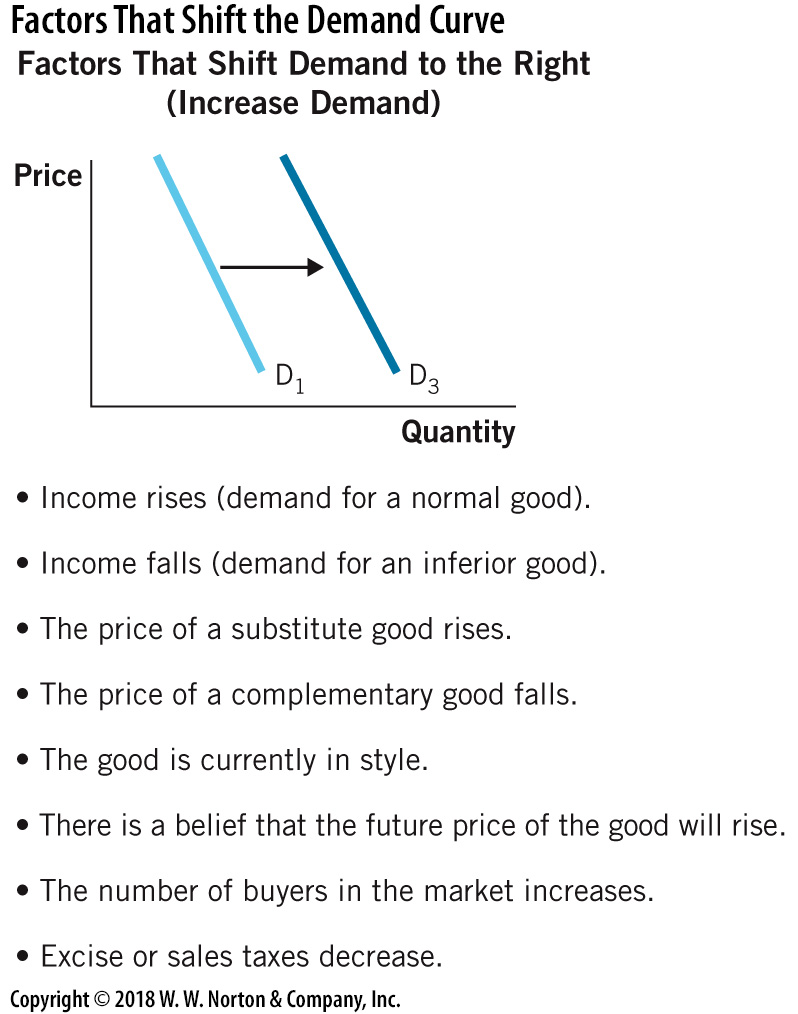 Factors That Shift the Demand Curve
Factors That Shift Demand to the Right
(Increase Demand)
Price
D1
D3
Quantity
• Income rises (demand for a normal good).
• Income falls (demand for an inferior good).
• The price of a substitute good rises.
• The price of a complementary good falls.
• The good is currently in style.
• There is a belief that the future price of the good will rise.
• The number of buyers in the market increases.
• Excise or sales taxes decrease.
Copyright © 2018 W. W. Norton & Company, Inc.